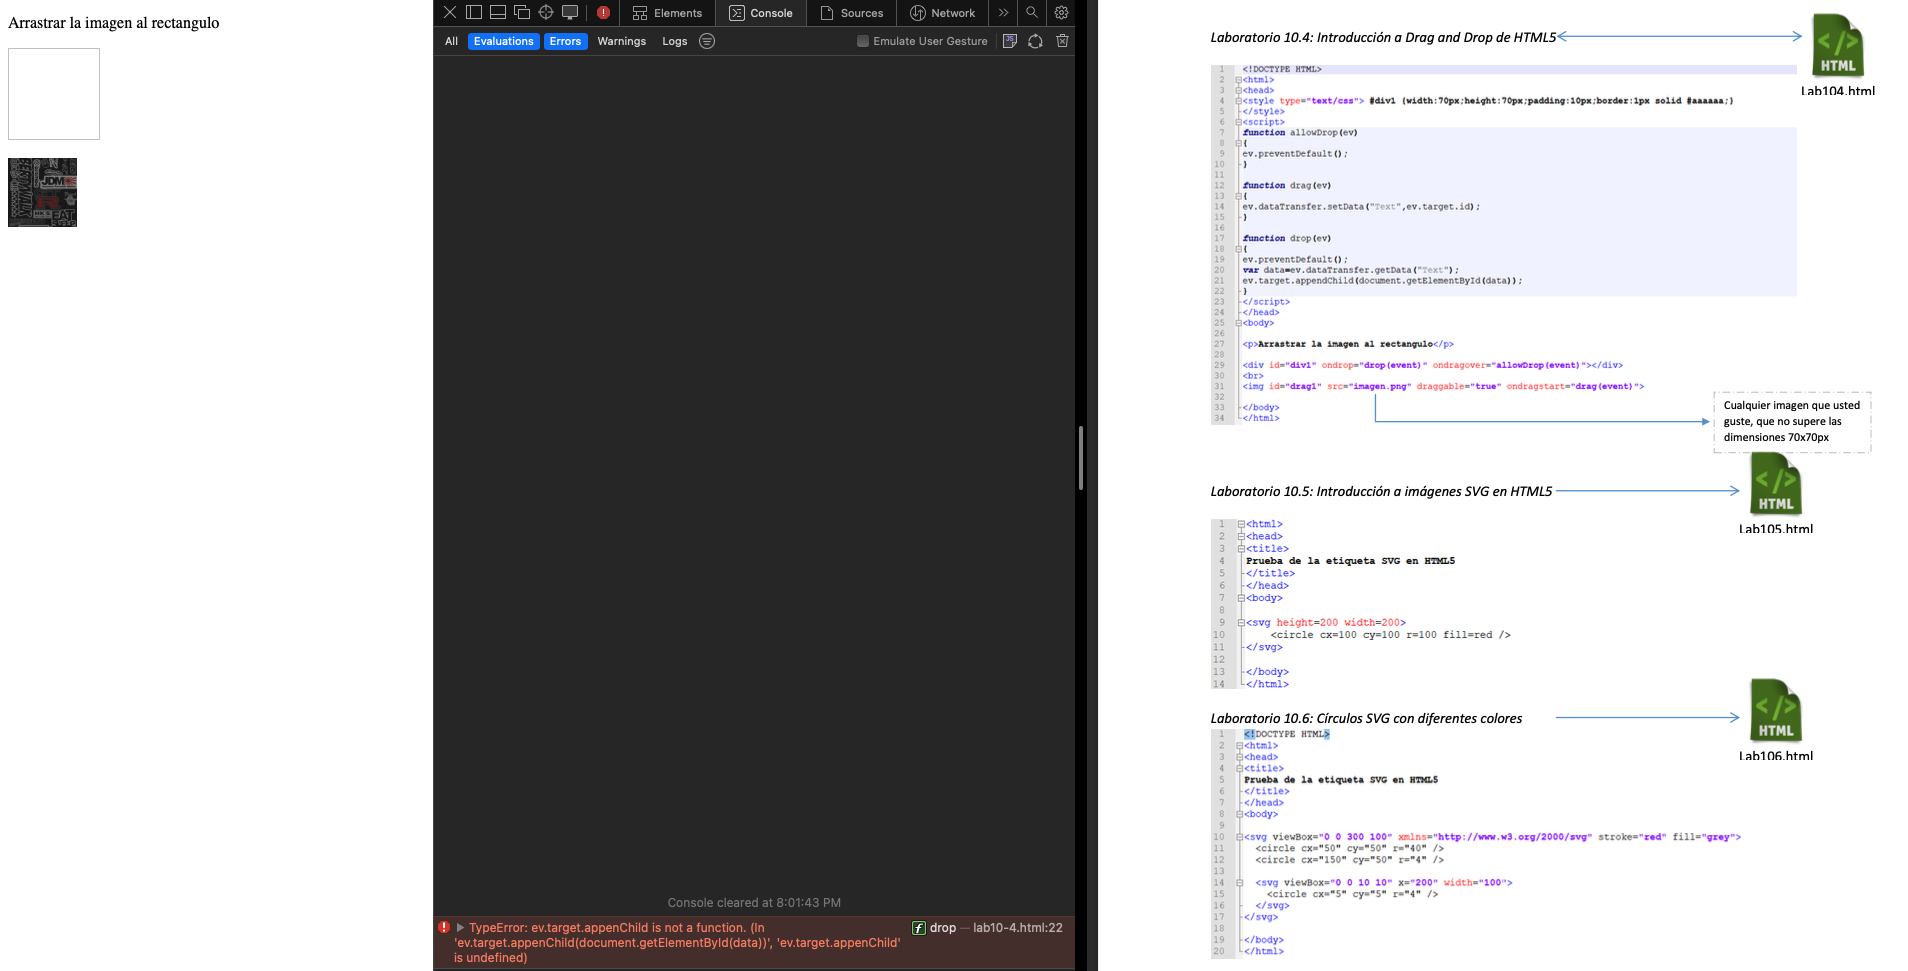 Arrastrar la imagen al rectangulo
JDM
EAT
Elements
Console
Sources
Network
All
Evaluations
Errors
Warnings
Logs
Emulate User Gesture
Console cleared at 8:01:43 PM
TypeError: ev.target.appenChild is not a function. (In
'ev.target.appenChild(document.getElementById(data))', 'ev.target.appenChild'
is undefined)
drop — lab10-4.html:22
Laboratorio 10.4: Introducción a Drag and Drop de HTML5
HTML
Lab104.html
1 <!DOCTYPE HTML>
2 <html>
3 <head>
4 <style type="text/css"> #div1 {width:70px;height:70px;padding:10px;border:1px solid #aaaaaa;}
5 </style>
6 <script>
7 function allowDrop(ev)
8 {
9 ev.preventDefault();
10 }
11
12 function drag(ev)
13 {
14 ev.dataTransfer.setData("Text",ev.target.id);
15 }
16
17 function drop(ev)
18 {
19 ev.preventDefault();
20 var data=ev.dataTransfer.getData("Text");
21 ev.target.appendChild(document.getElementById(data));
22 }
23 </script>
24 </head>
25 <body>
26
27 <p>Arrastrar la imagen al rectangulo</p>
28
29 <div id="div1" ondrop="drop(event)" ondragover="allowDrop(event)"></div>
30 <br>
31 <img id="drag1" src="imagen.png" draggable="true" ondragstart="drag(event)">
32
33 </body>
34 </html>
Cualquier imagen que usted
guste, que no supere las
dimensiones 70x70px
Laboratorio 10.5: Introducción a imágenes SVG en HTML5
HTML
Lab105.html
1 <html>
2 <head>
3 <title>
4 Prueba de la etiqueta SVG en HTML5
5 </title>
6 </head>
7 <body>
8
9 <svg height=200 width=200>
10 <circle cx=100 cy=100 r=100 fill=red />
11 </svg>
12
13 </body>
14 </html>
Laboratorio 10.6: Círculos SVG con diferentes colores
HTML
Lab106.html
1 <!DOCTYPE HTML>
2 <html>
3 <head>
4 <title>
5 Prueba de la etiqueta SVG en HTML5
6 </title>
7 </head>
8 <body>
9
10 <svg viewBox="0 0 300 100" xmlns="http://www.w3.org/2000/svg" stroke="red" fill="grey">
11 <circle cx="50" cy="50" r="40" />
12 <circle cx="150" cy="50" r="4" />
13
14 <svg viewBox="0 0 10 10" x="200" width="100">
15 <circle cx="5" cy="5" r="4" />
16 </svg>
17 </svg>
18
19 </body>
20 </html>